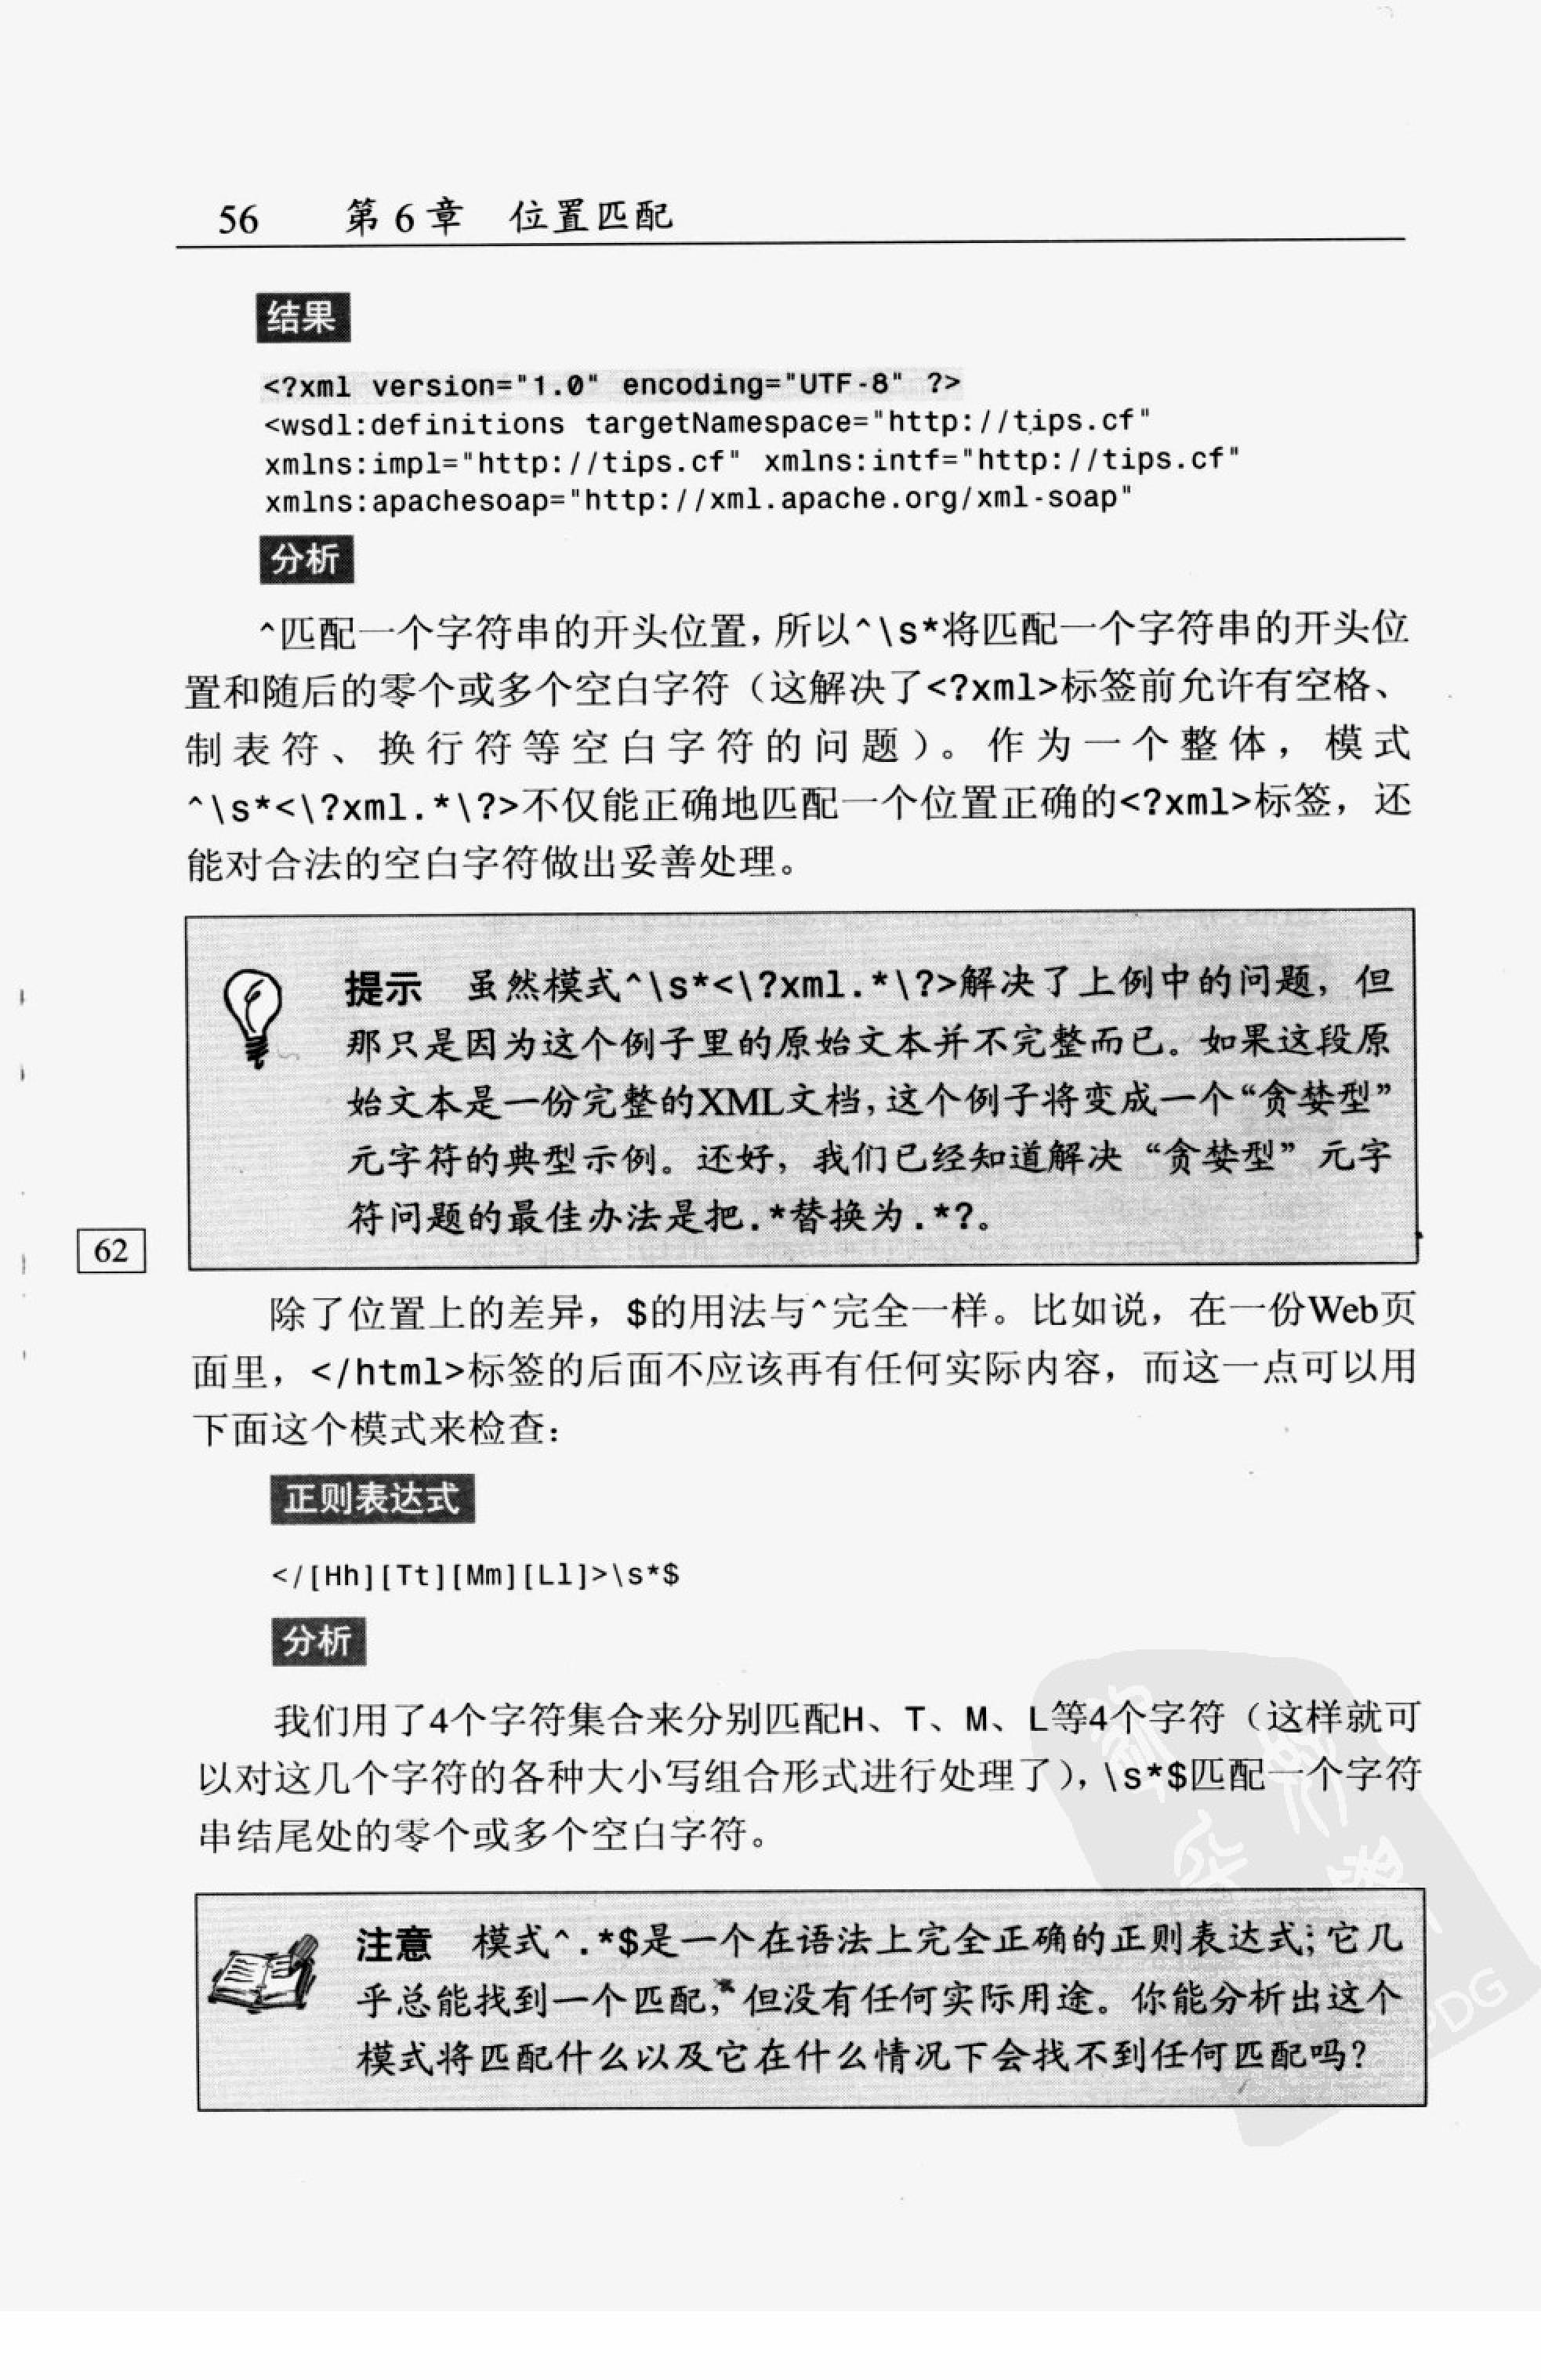 56 第6章 位置匹配
结果
<?xml version="1.0" encoding="UTF-8" ?>
<wsdl:definitions targetNamespace="http://tips.cf"
xmlns:impl="http://tips.cf" xmlns:intf="http://tips.cf"
xmlns:apachesoap="http://xml.apache.org/xml-soap"
分析
^匹配一个字符串的开头位置，所以^\s*将匹配一个字符串的开头位
置和随后的零个或多个空白字符（这解决了<?xml>标签前允许有空格、
制表符、换行符等空白字符的问题）。作为一个整体，模式
^\s*<\?xml.*\?>不仅能正确地匹配一个位置正确的<?xml>标签，还
能对合法的空白字符做出妥善处理。
提示 虽然模式^\s*<\?xml.*\?>解决了上例中的问题，但
那只是因为这个例子里的原始文本并不完整而已。如果这段原
始文本是一份完整的XML文档，这个例子将变成一个“贪婪型”
元字符的典型示例。还好，我们已经知道解决“贪婪型”元字
符问题的最佳办法是把.*替换为.*?。
62
除了位置上的差异，$的用法与^完全一样。比如说，在一份Web页
面里，</html>标签的后面不应该再有任何实际内容，而这一点可以用
下面这个模式来检查：
正则表达式
</[Hh][Tt][Mm][Ll]>\s*$
分析
我们用了4个字符集合来分别匹配H、T、M、L等4个字符（这样就可
以对这几个字符的各种大小写组合形式进行处理了），\s*$匹配一个字符
串结尾处的零个或多个空白字符。
注意 模式^.*$是一个在语法上完全正确的正则表达式；它几
乎总能找到一个匹配，但没有任何实际用途。你能分析出这个
模式将匹配什么以及它在什么情况下会找不到任何匹配吗？
PDG